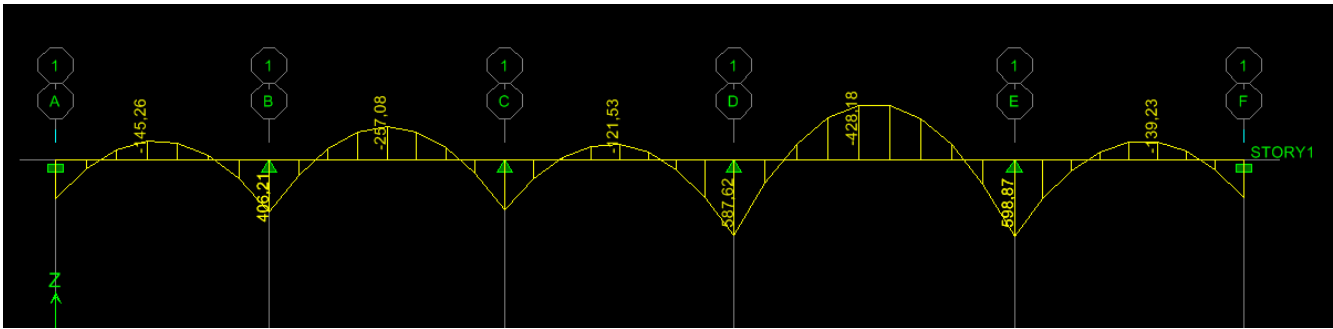 1 1 1 1 1 1
A B C D E F
-145,26
-257,08
-121,53
-428,18
-139,23
STORY1
406,21
587,62
598,87
Z